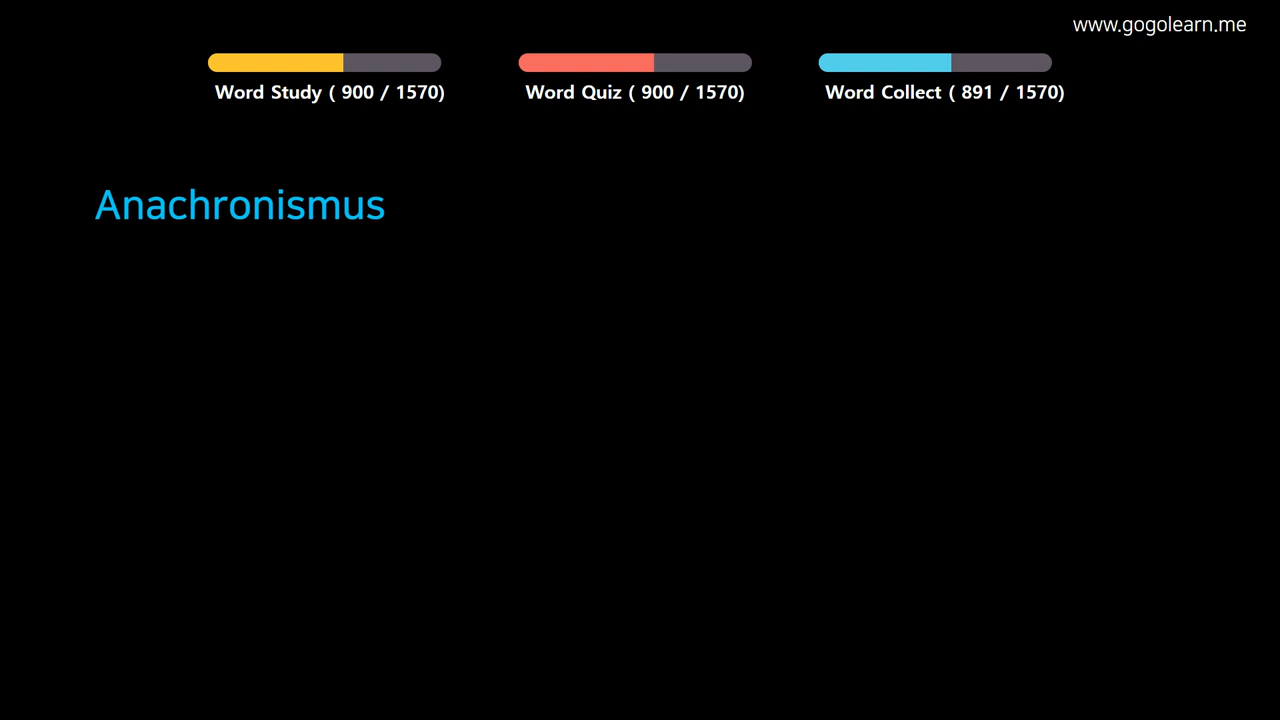 www.gogolearn.me
Word Study ( 900 / 1570)
Word Quiz ( 900 / 1570)
Word Collect ( 891 / 1570)
Anachronismus